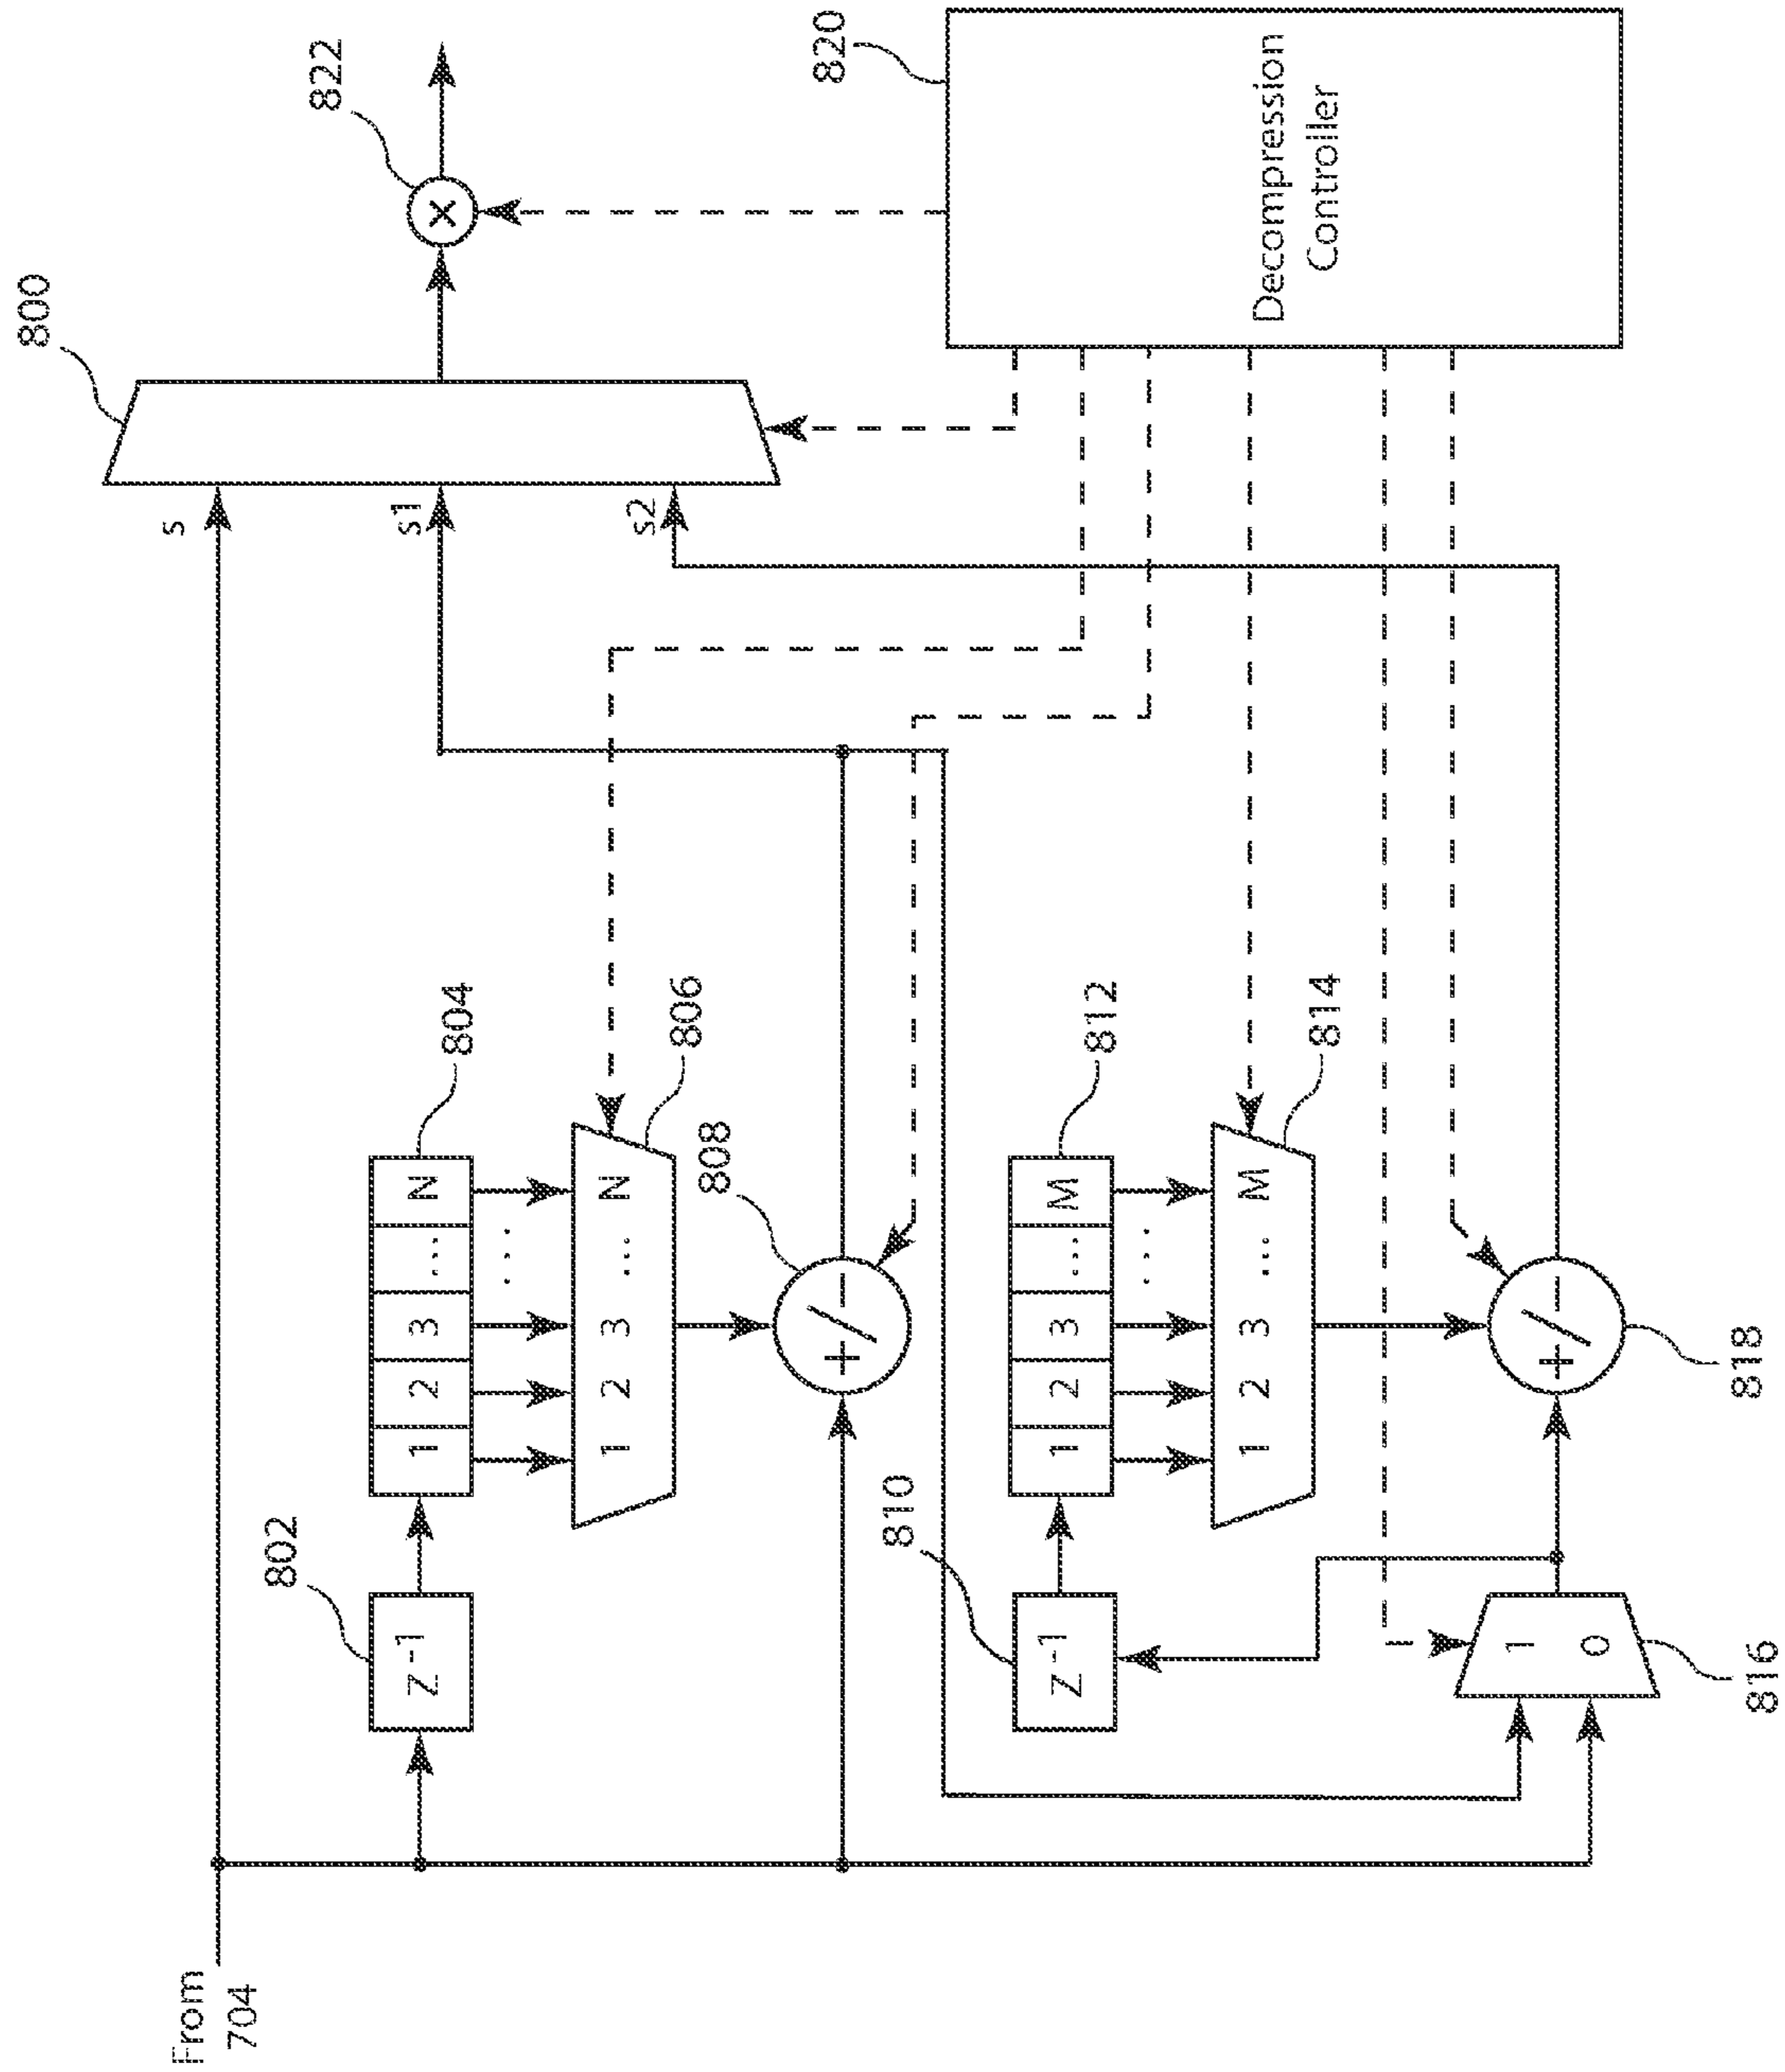 From
704
s
800
822
s1
s2
802
Z⁻¹
1 2 3 ... N
804
...
1 2 3 ... N
806
808
+/−
820
Decompression
Controller
810
Z⁻¹
1 2 3 ... M
812
...
1 2 3 ... M
814
1
0
816
+/−
818